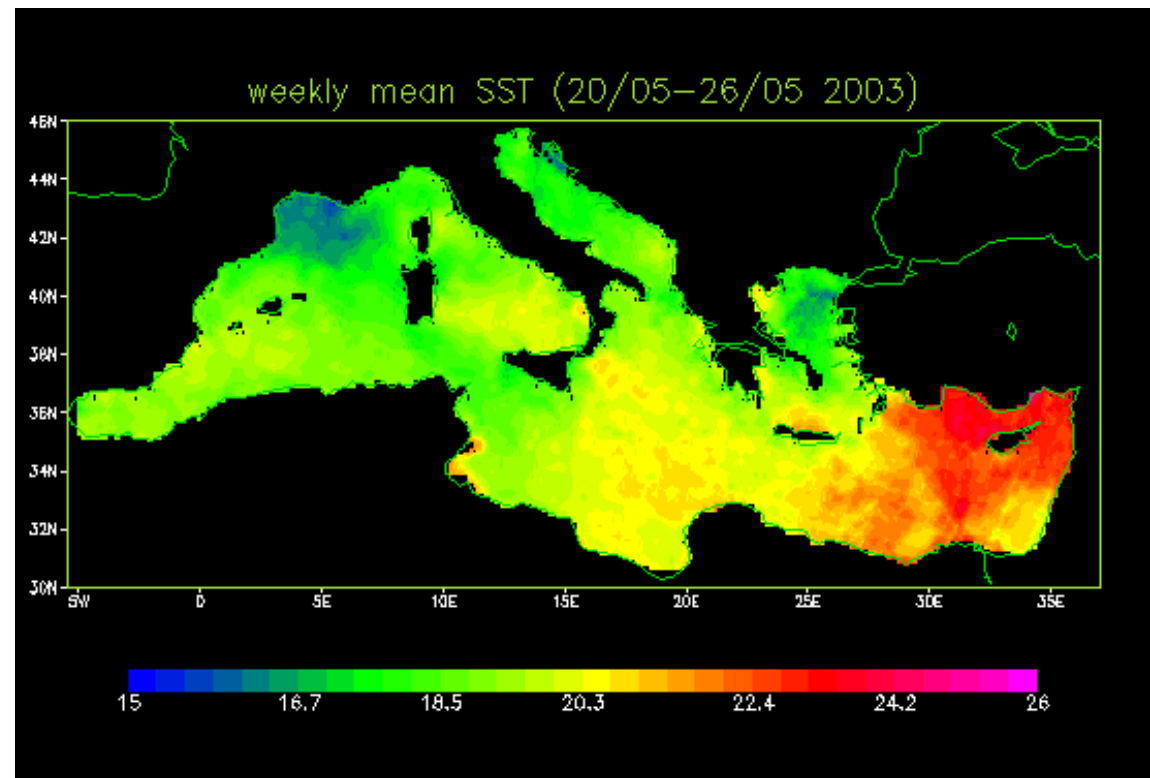 weekly mean SST (20/05-26/05 2003)
46N
44N
42N
40N
38N
36N
34N
32N
30N
5W 0 5E 10E 15E 20E 25E 30E 35E
15 16.7 18.5 20.3 22.4 24.2 26